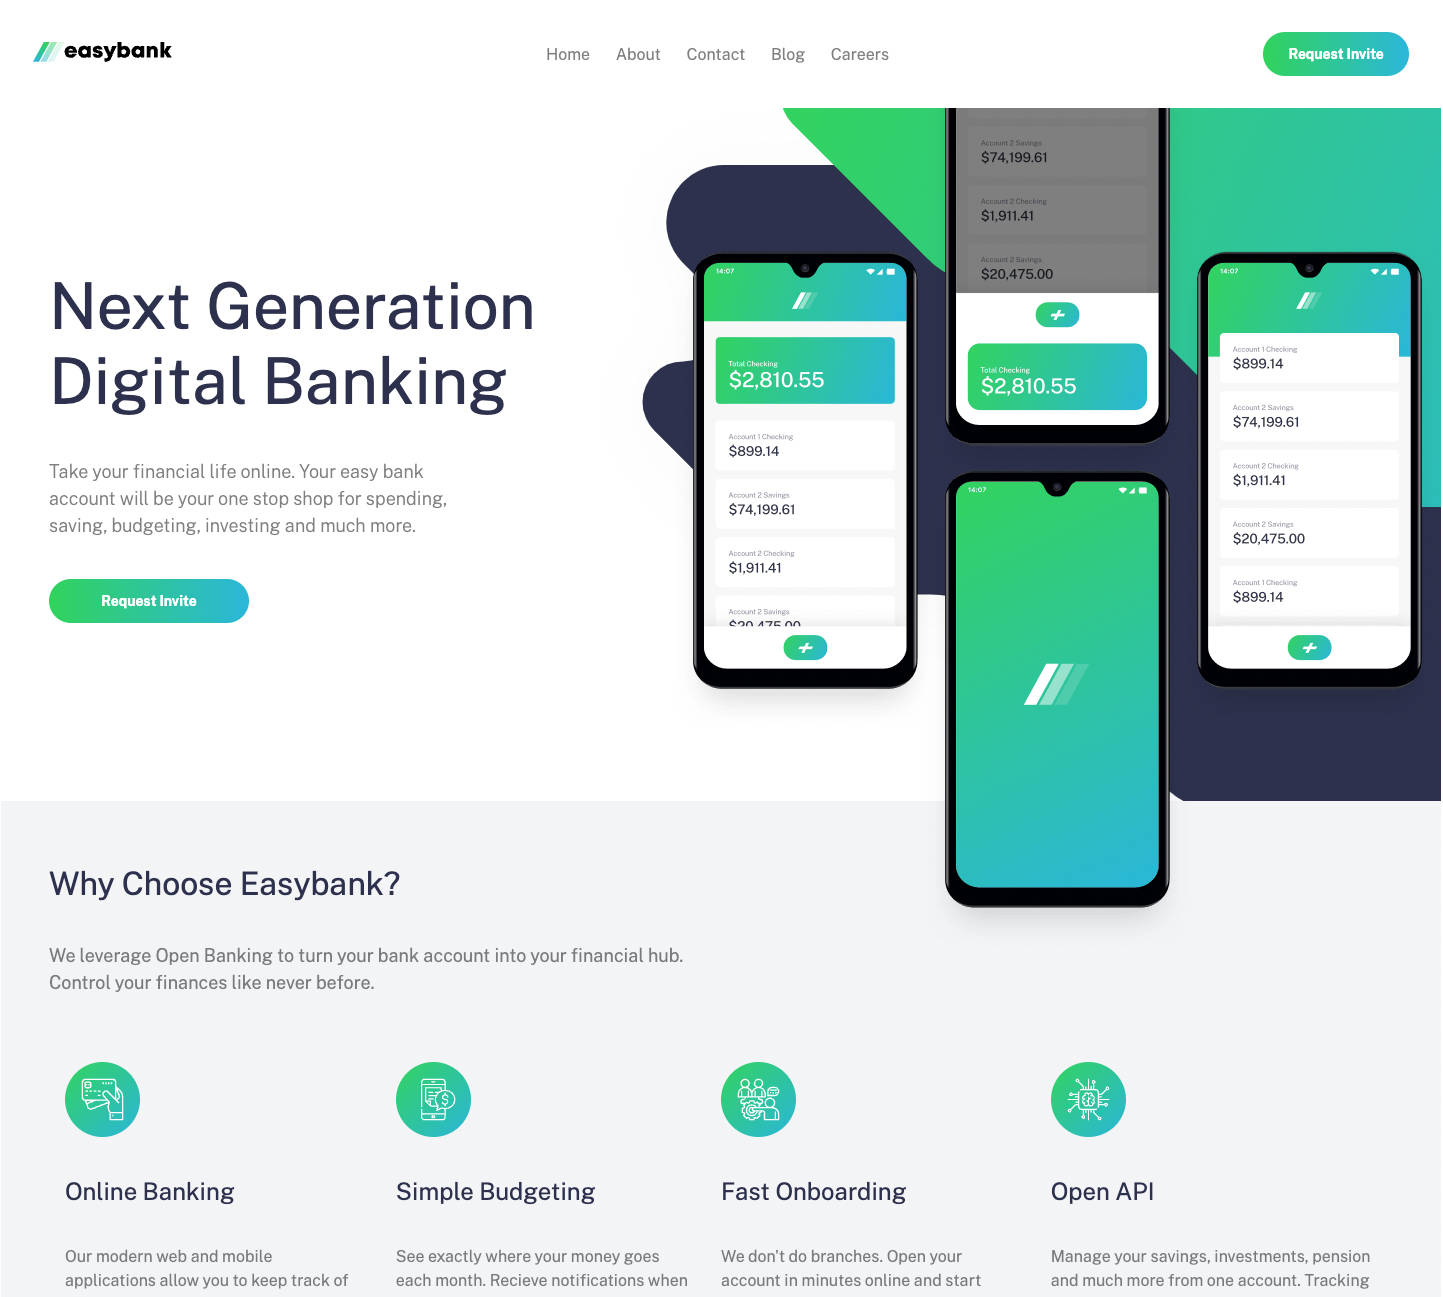 easybank
Home About Contact Blog Careers
Request Invite
Next Generation
Digital Banking
Take your financial life online. Your easy bank
account will be your one stop shop for spending,
saving, budgeting, investing and much more.
Request Invite
14:07
Total Checking
$2,810.55
Account 1 Checking
$899.14
Account 2 Savings
$74,199.61
Account 2 Checking
$1,911.41
Account 2 Savings
$20,475.00
Account 2 Savings
$74,199.61
Account 2 Checking
$1,911.41
Account 2 Savings
$20,475.00
Total Checking
$2,810.55
14:07
14:07
Account 1 Checking
$899.14
Account 2 Savings
$74,199.61
Account 2 Checking
$1,911.41
Account 2 Savings
$20,475.00
Account 1 Checking
$899.14
Why Choose Easybank?
We leverage Open Banking to turn your bank account into your financial hub.
Control your finances like never before.
Online Banking
Our modern web and mobile
applications allow you to keep track of
Simple Budgeting
See exactly where your money goes
each month. Recieve notifications when
Fast Onboarding
We don't do branches. Open your
account in minutes online and start
Open API
Manage your savings, investments, pension
and much more from one account. Tracking